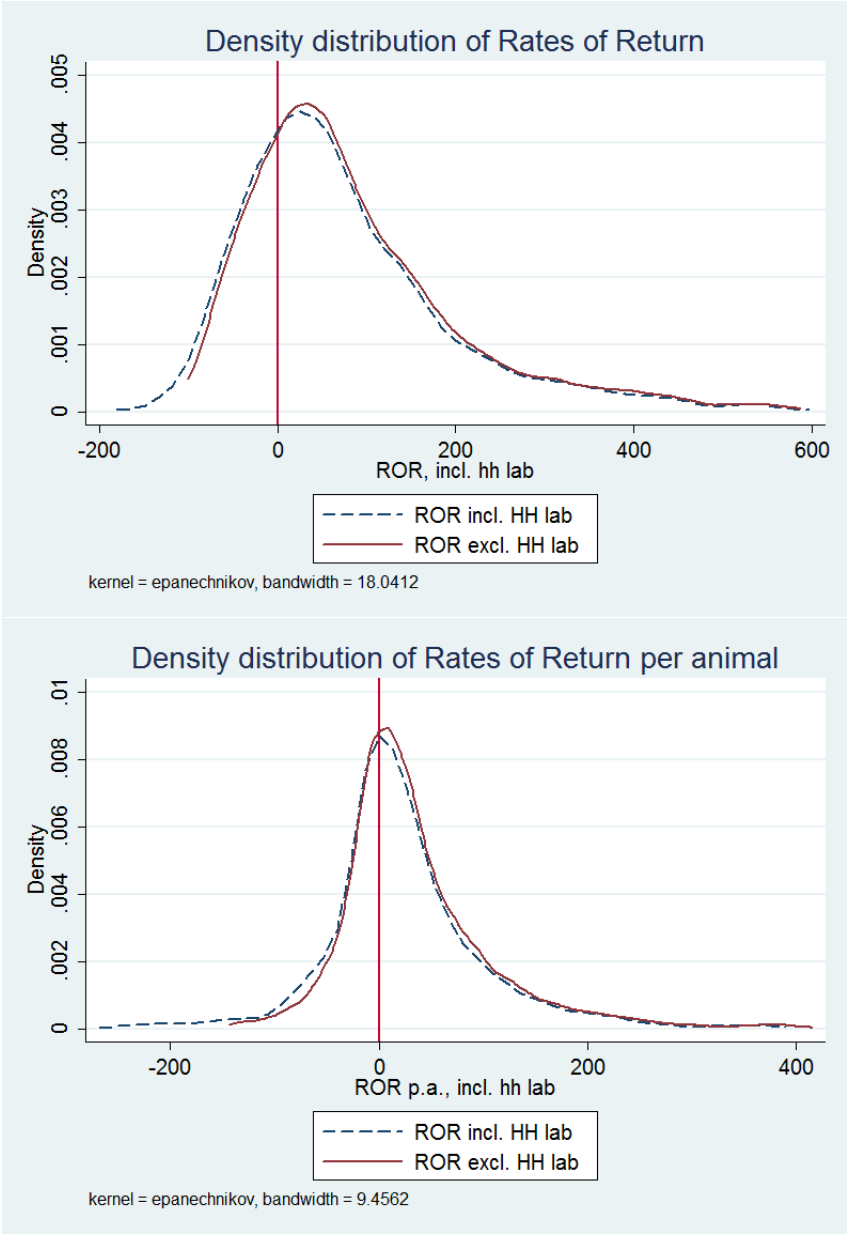 Density distribution of Rates of Return
.005
.004
.003
.002
.001
0
Density
-200 0 200 400 600
ROR, incl. hh lab
ROR incl. HH lab
ROR excl. HH lab
kernel = epanechnikov, bandwidth = 18.0412
Density distribution of Rates of Return per animal
.01
.008
.006
.004
.002
0
Density
-200 0 200 400
ROR p.a., incl. hh lab
ROR incl. HH lab
ROR excl. HH lab
kernel = epanechnikov, bandwidth = 9.4562